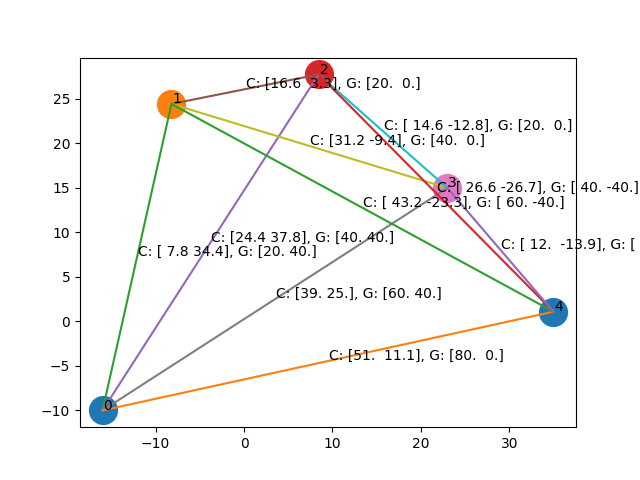 2
C: [16.6  3.3], G: [20.  0.]
1
C: [ 14.6 -12.8], G: [20.  0.]
C: [31.2 -9.4], G: [40.  0.]
3
C: [ 26.6 -26.7], G: [ 40. -40.]
C: [ 43.2 -23.3], G: [ 60. -40.]
C: [24.4 37.8], G: [40. 40.]
C: [ 12.  -13.9], G: [
C: [ 7.8 34.4], G: [20. 40.]
C: [39. 25.], G: [60. 40.]
4
C: [51.  11.1], G: [80.  0.]
0
25
20
15
10
5
0
−5
−10
−10 0 10 20 30